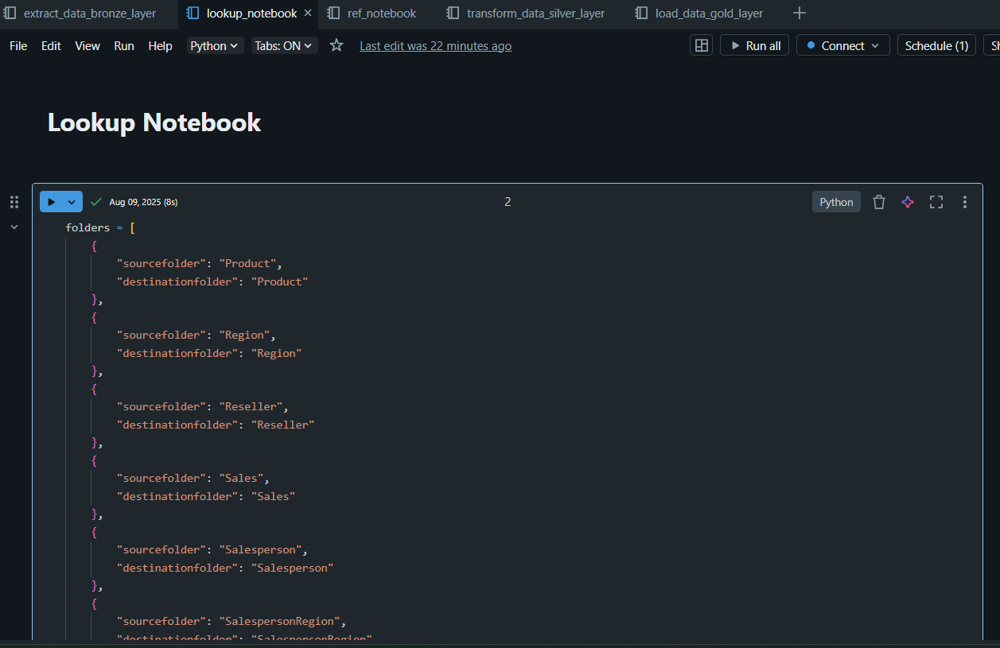 extract_data_bronze_layer lookup_notebook ref_notebook transform_data_silver_layer load_data_gold_layer
File Edit View Run Help Python Tabs: ON Last edit was 22 minutes ago Run all Connect Schedule (1) Sh
Lookup Notebook
Aug 09, 2025 (8s) 2 Python
folders = [
{
"sourcefolder": "Product",
"destinationfolder": "Product"
},
{
"sourcefolder": "Region",
"destinationfolder": "Region"
},
{
"sourcefolder": "Reseller",
"destinationfolder": "Reseller"
},
{
"sourcefolder": "Sales",
"destinationfolder": "Sales"
},
{
"sourcefolder": "Salesperson",
"destinationfolder": "Salesperson"
},
{
"sourcefolder": "SalespersonRegion",
"destinationfolder": "SalespersonRegion"